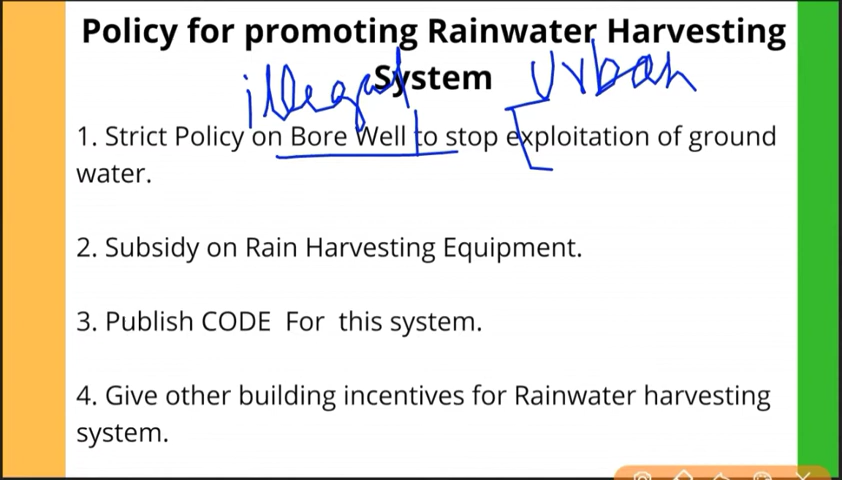 Policy for promoting Rainwater Harvesting
System
illegal
Urban
1. Strict Policy on Bore Well to stop exploitation of ground
water.
2. Subsidy on Rain Harvesting Equipment.
3. Publish CODE For this system.
4. Give other building incentives for Rainwater harvesting
system.